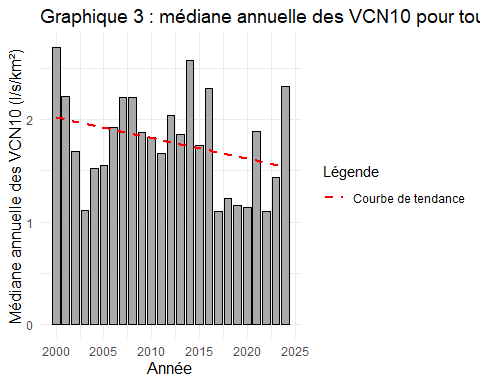 Graphique 3 : médiane annuelle des VCN10 pour tou
Médiane annuelle des VCN10 (l/s/km²)
2
1
0
2000 2005 2010 2015 2020 2025
Année
Légende
Courbe de tendance